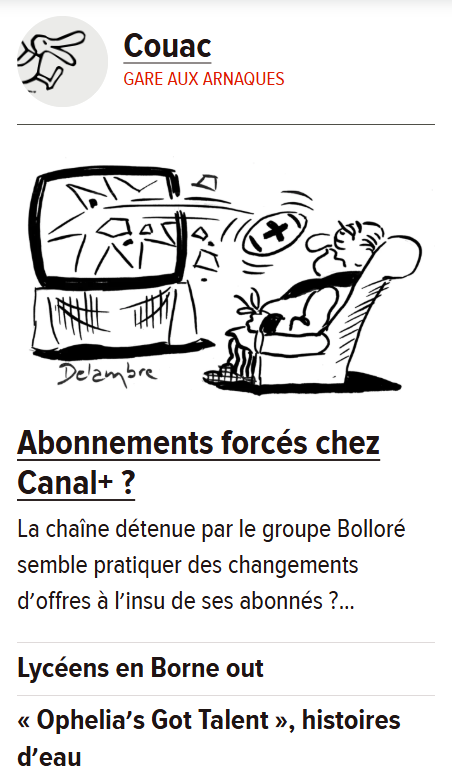 Couac
GARE AUX ARNAQUES
Delambre
Abonnements forcés chez
Canal+ ?
La chaîne détenue par le groupe Bolloré
semble pratiquer des changements
d’offres à l’insu de ses abonnés ?...
Lycéens en Borne out
« Ophelia’s Got Talent », histoires
d’eau